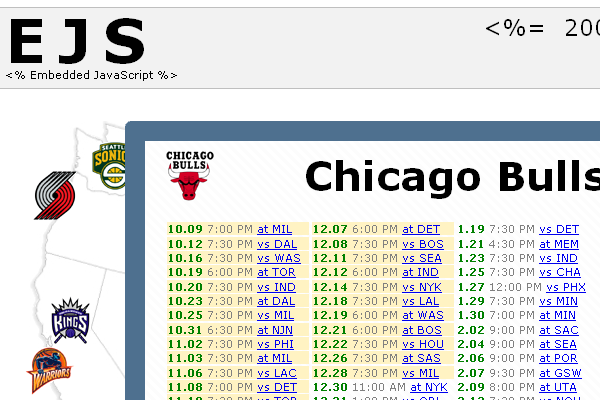 EJS
<%= 200
<% Embedded JavaScript %>
SEATTLE
SONIC
CHICAGO
BULLS
Chicago Bulls
10.09 7:00 PM at MIL 12.07 6:00 PM at DET 1.19 7:30 PM vs DET
10.12 7:30 PM vs DAL 12.08 7:30 PM vs BOS 1.21 4:30 PM at MEM
10.16 7:30 PM vs WAS 12.11 7:30 PM vs SEA 1.23 7:30 PM vs IND
10.19 6:00 PM at TOR 12.12 6:00 PM at IND 1.25 7:30 PM vs CHA
10.20 7:30 PM vs IND 12.14 7:30 PM vs NYK 1.27 12:00 PM vs PHX
10.23 7:30 PM at DAL 12.18 7:30 PM vs LAL 1.29 7:30 PM vs MIN
10.25 7:30 PM vs MIL 12.19 6:00 PM at WAS 1.30 7:00 PM at MIN
10.31 6:30 PM at NJN 12.21 6:00 PM at BOS 2.02 9:00 PM at SAC
11.02 7:00 PM vs PHI 12.22 7:30 PM vs HOU 2.04 9:00 PM at SEA
11.03 7:30 PM at MIL 12.26 7:30 PM at SAS 2.06 9:00 PM at POR
11.06 7:30 PM vs LAC 12.28 7:30 PM vs MIL 2.07 9:30 PM at GSW
11.08 7:00 PM vs DET 12.30 11:00 AM at NYK 2.09 8:00 PM at UTA
KINGS
WARRIORS